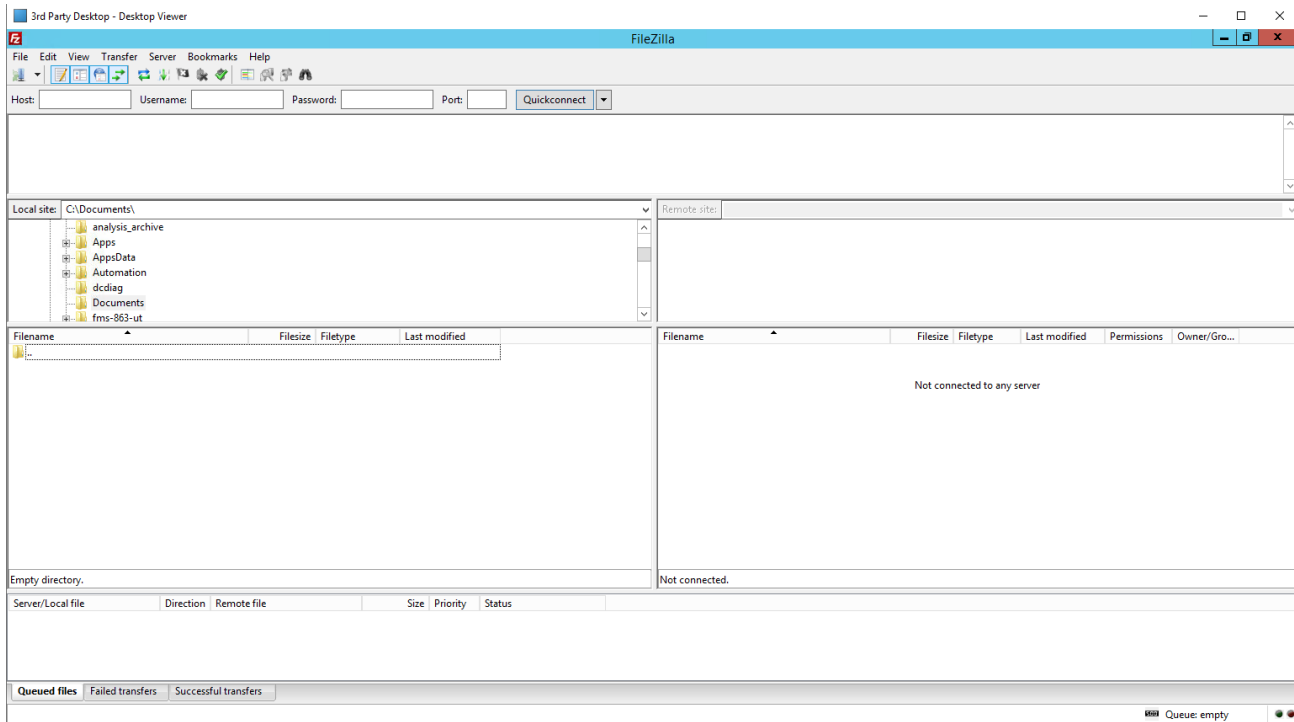 3rd Party Desktop - Desktop Viewer
FileZilla
File Edit View Transfer Server Bookmarks Help
Host: Username: Password: Port: Quickconnect
Local site: C:\Documents\ Remote site:
analysis_archive
Apps
AppsData
Automation
dcdiag
Documents
fms-863-ut
Filename Filesize Filetype Last modified Filename Filesize Filetype Last modified Permissions Owner/Gro...
..
Not connected to any server
Empty directory. Not connected.
Server/Local file Direction Remote file Size Priority Status
Queued files Failed transfers Successful transfers
Queue: empty